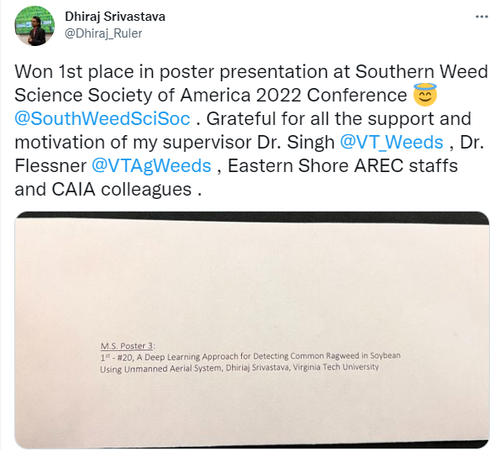 Dhiraj Srivastava
@Dhiraj_Ruler
Won 1st place in poster presentation at Southern Weed
Science Society of America 2022 Conference 😇
@SouthWeedSciSoc . Grateful for all the support and
motivation of my supervisor Dr. Singh @VT_Weeds , Dr.
Flessner @VTAgWeeds , Eastern Shore AREC staffs
and CAIA colleagues .
M.S. Poster 3:
1st - #20, A Deep Learning Approach for Detecting Common Ragweed in Soybean
Using Unmanned Aerial System, Dhiriaj Srivastava, Virginia Tech University